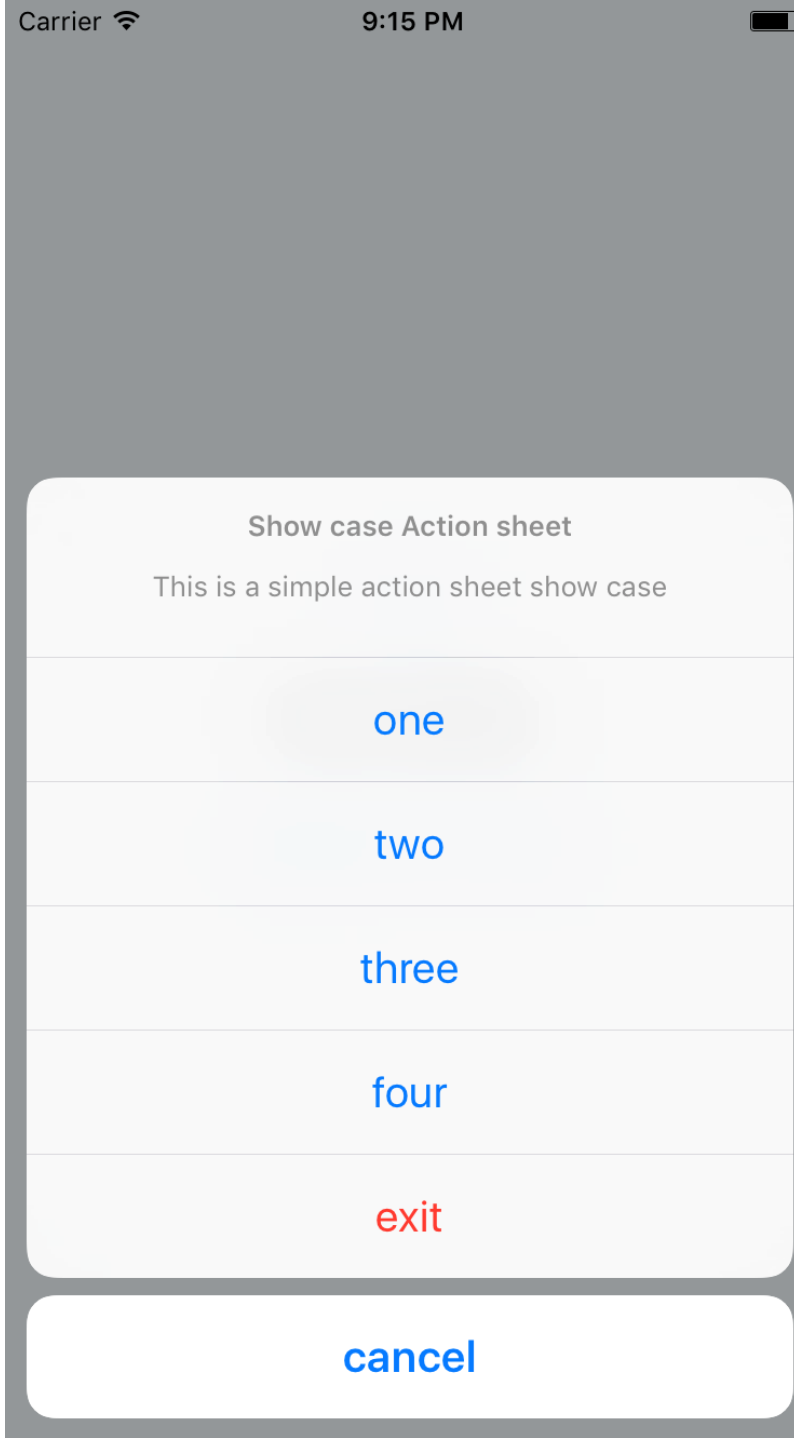 Carrier 9:15 PM
Show case Action sheet
This is a simple action sheet show case
one
two
three
four
exit
cancel